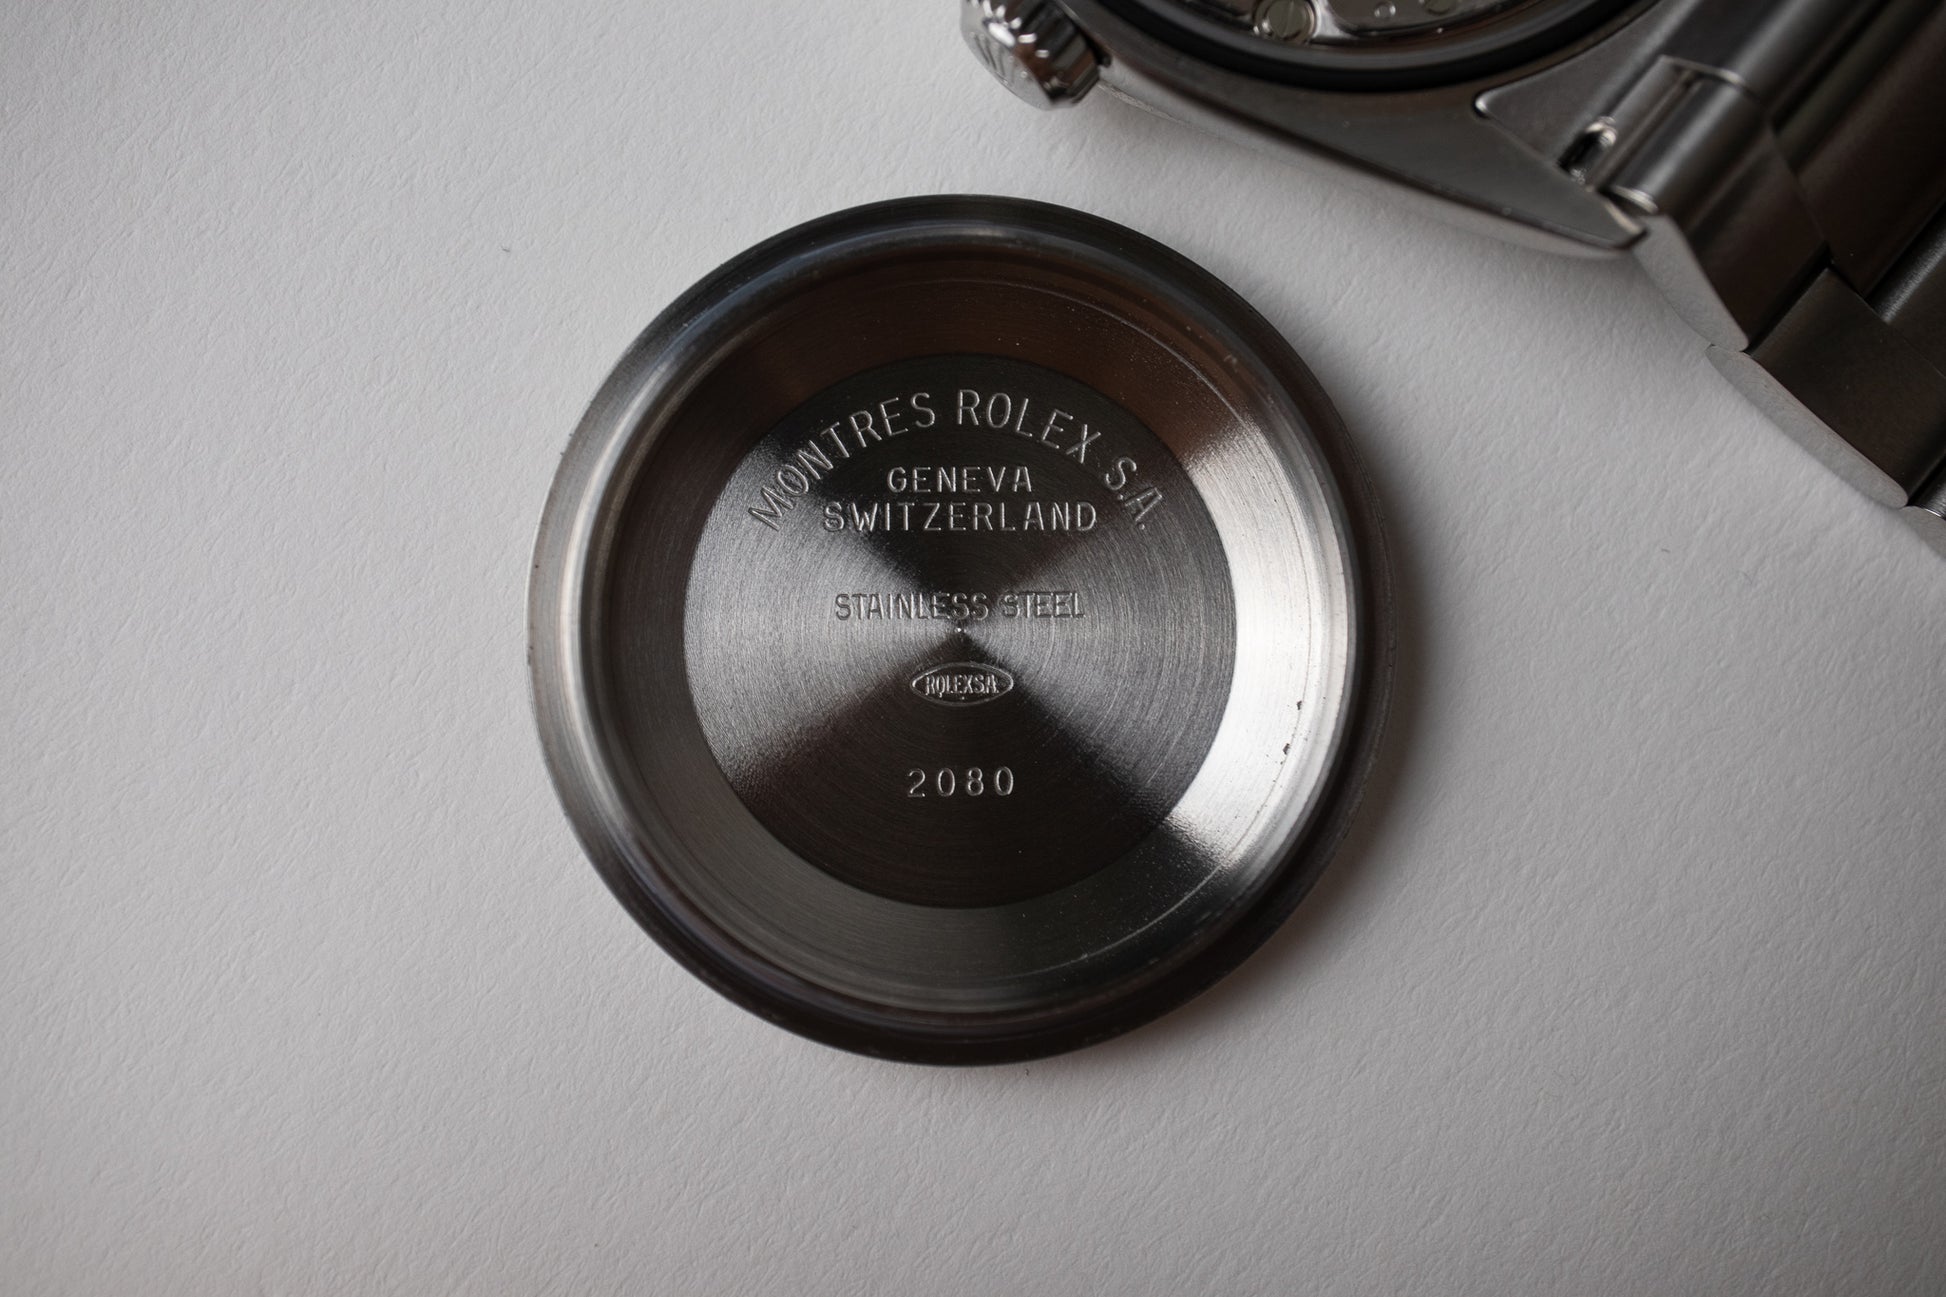 MONTRES ROLEX S.A.
GENEVA
SWITZERLAND
STAINLESS STEEL
ROLEXSA
2080